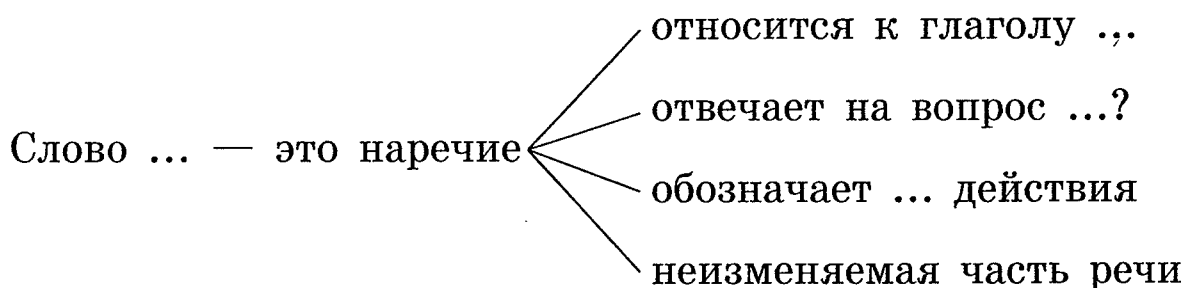 относится к глаголу ...
отвечает на вопрос ...?
Слово ... — это наречие
обозначает ... действия
неизменяемая часть речи